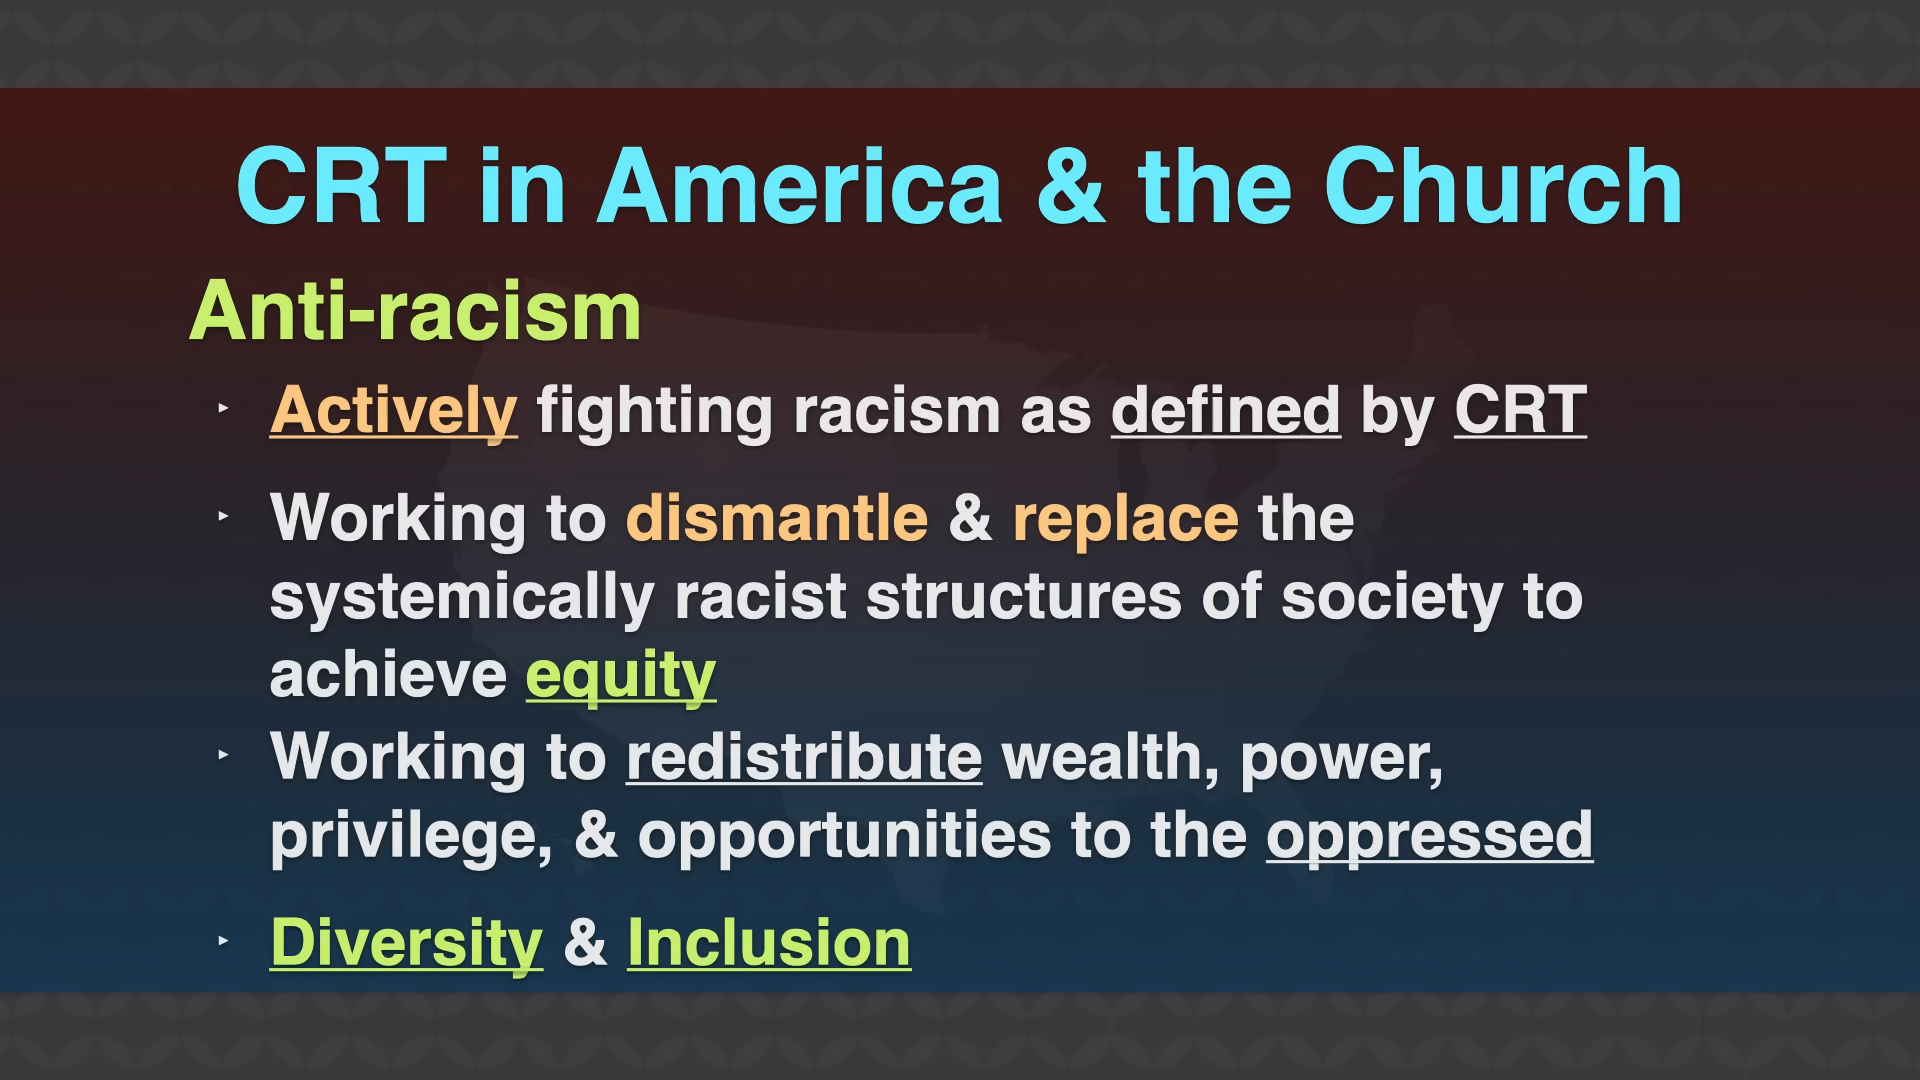 CRT in America & the Church
Anti-racism
‣ Actively fighting racism as defined by CRT
‣ Working to dismantle & replace the
systemically racist structures of society to
achieve equity
‣ Working to redistribute wealth, power,
privilege, & opportunities to the oppressed
‣ Diversity & Inclusion